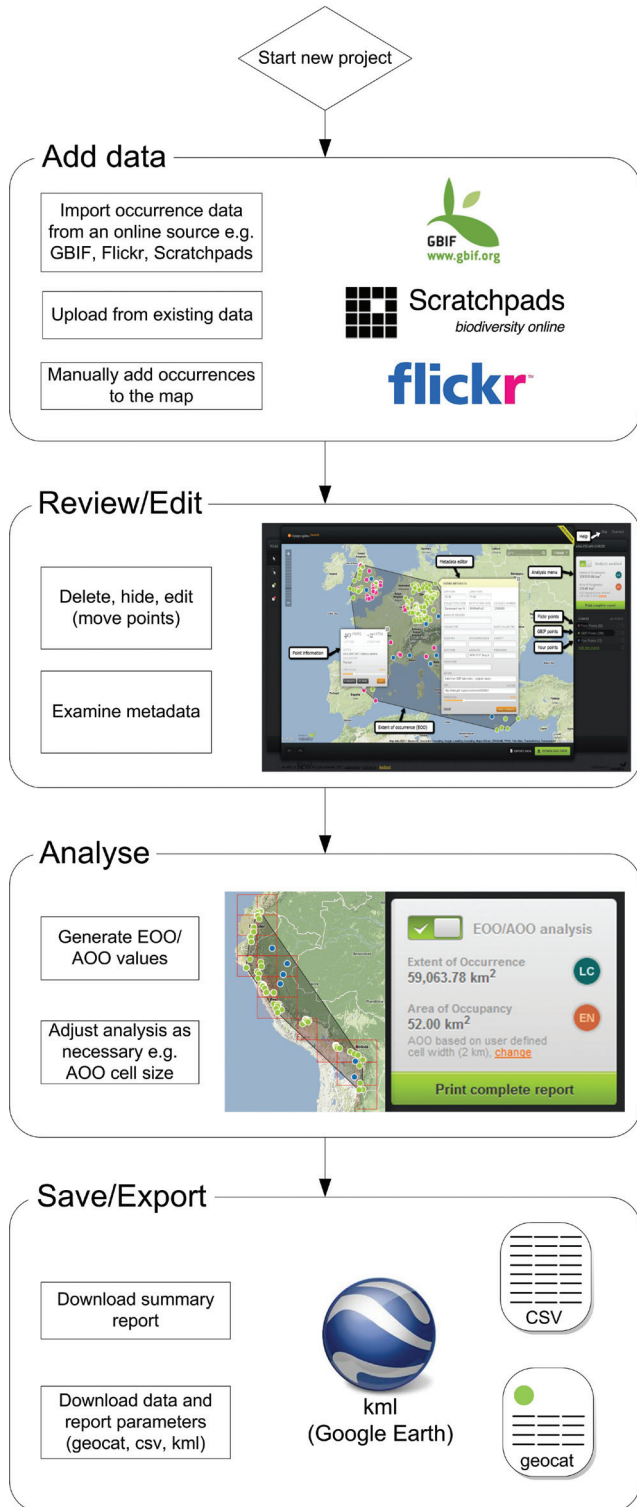 Start new project
Add data
Import occurrence data
from an online source e.g.
GBIF, Flickr, Scratchpads
GBIF
www.gbif.org
Upload from existing data
Scratchpads
biodiversity online
Manually add occurrences
to the map
flickr
Review/Edit
Delete, hide, edit
(move points)
Examine metadata
Help
Metadata editor
Analysis menu
Print complete report
Flickr points
GBIF points
Your points
Point information
Extent of occurrence (EOO)
Analyse
Generate EOO/
AOO values
Adjust analysis as
necessary e.g.
AOO cell size
EOO/AOO analysis
Extent of Occurrence
59,063.78 km²
LC
Area of Occupancy
52.00 km²
EN
AOO based on user defined
cell width (2 km), change
Print complete report
Save/Export
Download summary
report
Download data and
report parameters
(geocat, csv, kml)
kml
(Google Earth)
CSV
geocat